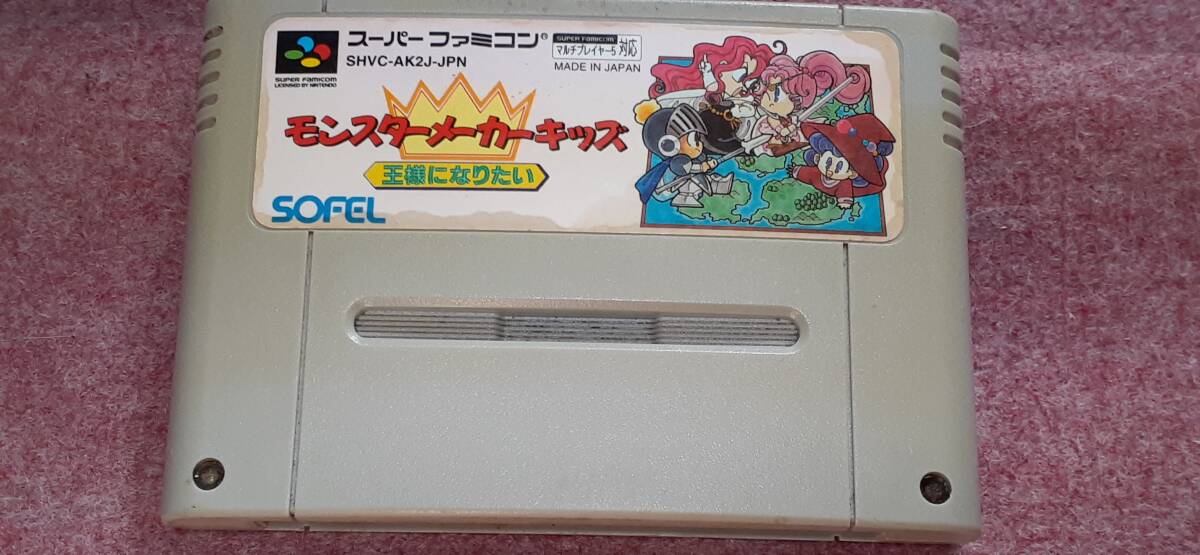 スーパーファミコン®
SHVC-AK2J-JPN
SUPER FAMICOM
LICENSED BY NINTENDO
SUPER FAMICOM
マルチプレイヤー5 対応
MADE IN JAPAN
モンスターメーカーキッズ
王様になりたい
SOFEL